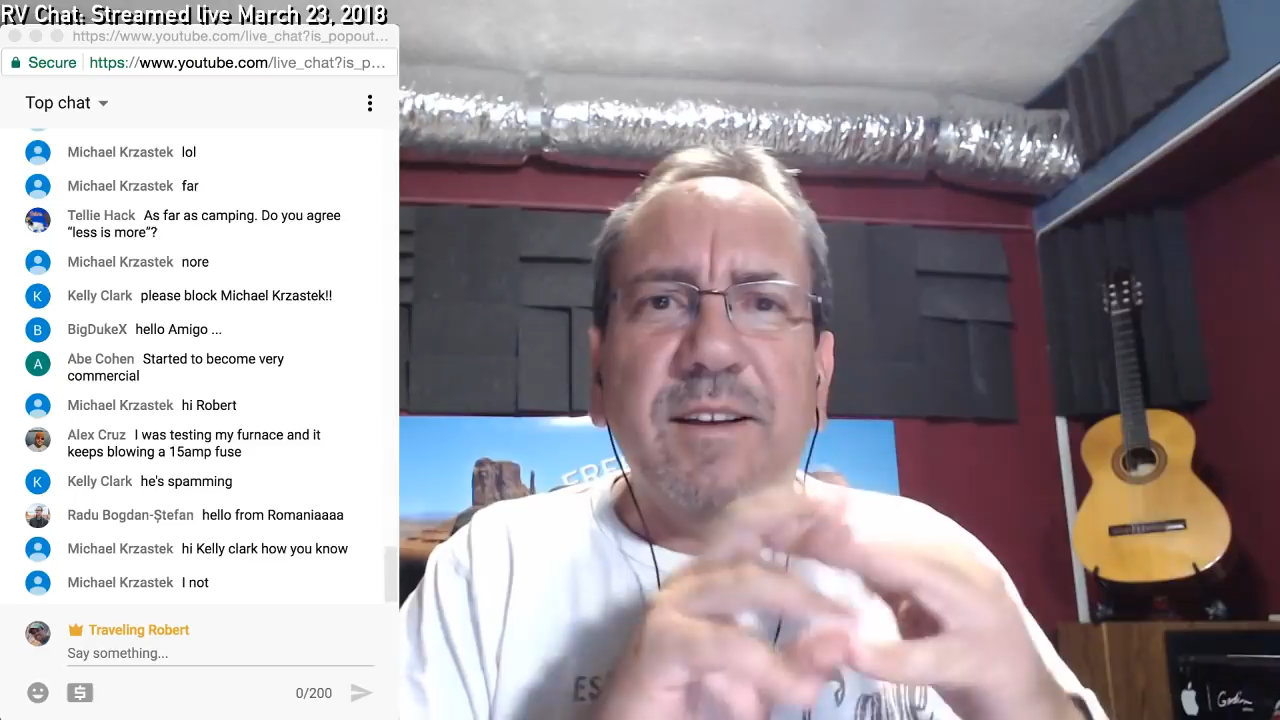 RV Chat. Streamed live March 23, 2018
https://www.youtube.com/live_chat?is_popout...
Secure https://www.youtube.com/live_chat?is_p...
Top chat
Michael Krzastek lol
Michael Krzastek far
Tellie Hack As far as camping. Do you agree
“less is more”?
Michael Krzastek nore
Kelly Clark please block Michael Krzastek!!
BigDukeX hello Amigo ...
Abe Cohen Started to become very
commercial
Michael Krzastek hi Robert
Alex Cruz I was testing my furnace and it
keeps blowing a 15amp fuse
Kelly Clark he's spamming
Radu Bogdan-Ștefan hello from Romaniaaaa
Michael Krzastek hi Kelly clark how you know
Michael Krzastek I not
Traveling Robert
Say something...
0/200
K
B
A
K
Godin